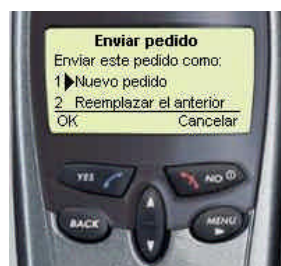 Enviar pedido
Enviar este pedido como:
1 Nuevo pedido
2 Reemplazar el anterior
OK Cancelar
YES NO
BACK MENU